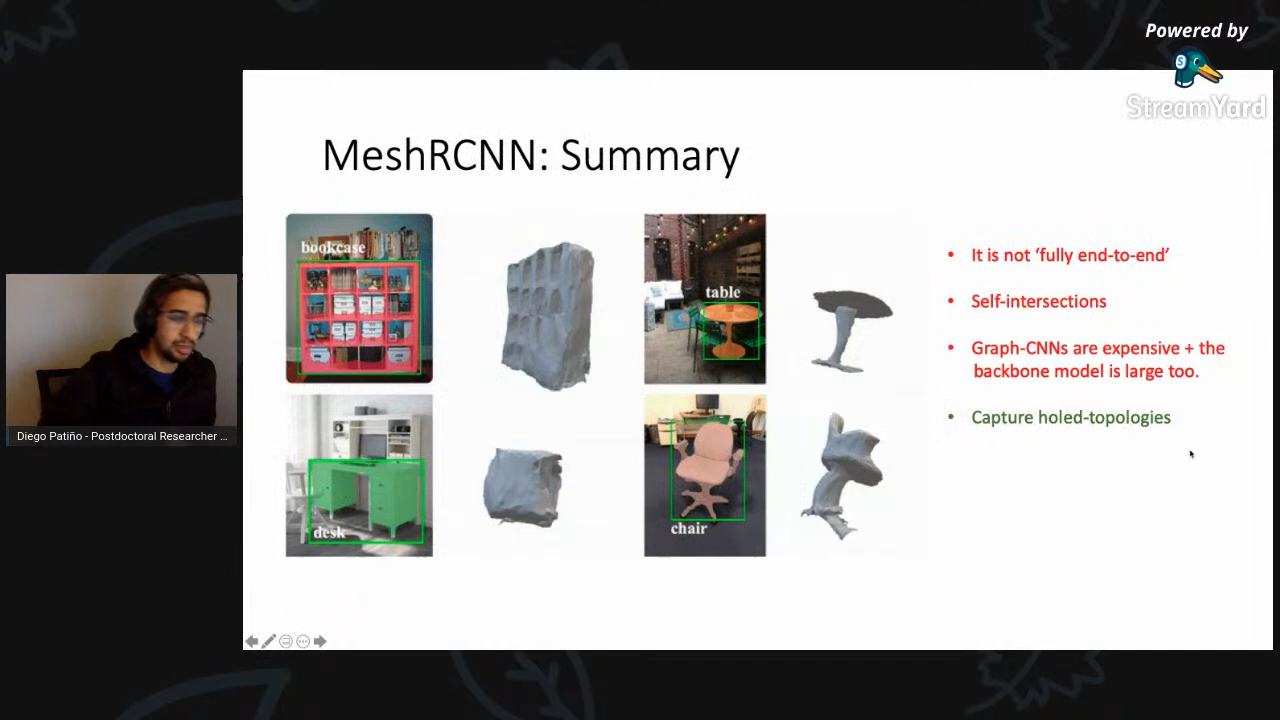 Powered by
StreamYard
MeshRCNN: Summary
bookcase
table
desk
chair
• It is not ‘fully end-to-end’
• Self-intersections
• Graph-CNNs are expensive + the
backbone model is large too.
• Capture holed-topologies
Diego Patiño - Postdoctoral Researcher ...